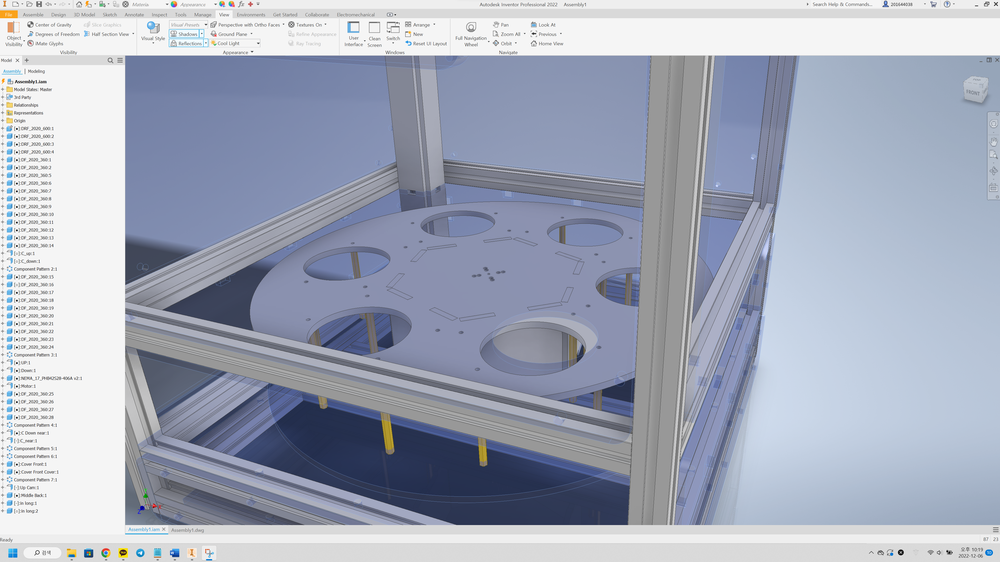 Material
Appearance
Autodesk Inventor Professional 2022 Assembly1
Search Help & Commands...
201644038
File Assemble Design 3D Model Sketch Annotate Inspect Tools Manage View Environments Get Started Collaborate Electromechanical
Object Visibility
Center of Gravity
Degrees of Freedom
iMate Glyphs
Slice Graphics
Half Section View
Visibility
Visual Style
Visual Presets
Shadows
Reflections
Perspective with Ortho Faces
Ground Plane
Cool Light
Textures On
Refine Appearance
Ray Tracing
Appearance
User Interface
Clean Screen
Switch
Arrange
New
Reset UI Layout
Windows
Full Navigation Wheel
Pan
Zoom All
Orbit
Look At
Previous
Home View
Navigate
Model
Assembly | Modeling
Assembly1.iam
Model States: Master
3rd Party
Relationships
Representations
Origin
[●]:DRF_2020_600:1
[●]:DRF_2020_600:2
[●]:DRF_2020_600:3
[●]:DRF_2020_600:4
[●]:DF_2020_360:1
[●]:DF_2020_360:2
[●]:DF_2020_360:5
[●]:DF_2020_360:6
[●]:DF_2020_360:7
[●]:DF_2020_360:8
[●]:DF_2020_360:9
[●]:DF_2020_360:10
[●]:DF_2020_360:11
[●]:DF_2020_360:12
[●]:DF_2020_360:13
[●]:DF_2020_360:14
[○]:C_up:1
[○]:C_down:1
Component Pattern 2:1
[●]:DF_2020_360:15
[○]:DF_2020_360:16
[●]:DF_2020_360:17
[●]:DF_2020_360:18
[●]:DF_2020_360:19
[●]:DF_2020_360:20
[●]:DF_2020_360:21
[●]:DF_2020_360:22
[●]:DF_2020_360:23
[●]:DF_2020_360:24
Component Pattern 3:1
[●]:UP:1
[●]:Down:1
[●]:NEMA_17_PHB42S28-406A v2:1
[●]:Motor:1
[●]:DF_2020_360:25
[●]:DF_2020_360:26
[●]:DF_2020_360:27
[●]:DF_2020_360:28
Component Pattern 4:1
[●]:C Down near:1
[-]:C_near:1
Component Pattern 5:1
Component Pattern 6:1
[●]:Cover Front:1
[●]:Cover Front Cover:1
Component Pattern 7:1
[-]:Up Cam:1
[●]:Middle Back:1
[-]:in long:1
[○]:in long:2
TOP
FRONT
X
Z
Assembly1.iam Assembly1.dwg
Ready
87 23
검색
TALK
오후 10:19
2022-12-06
10